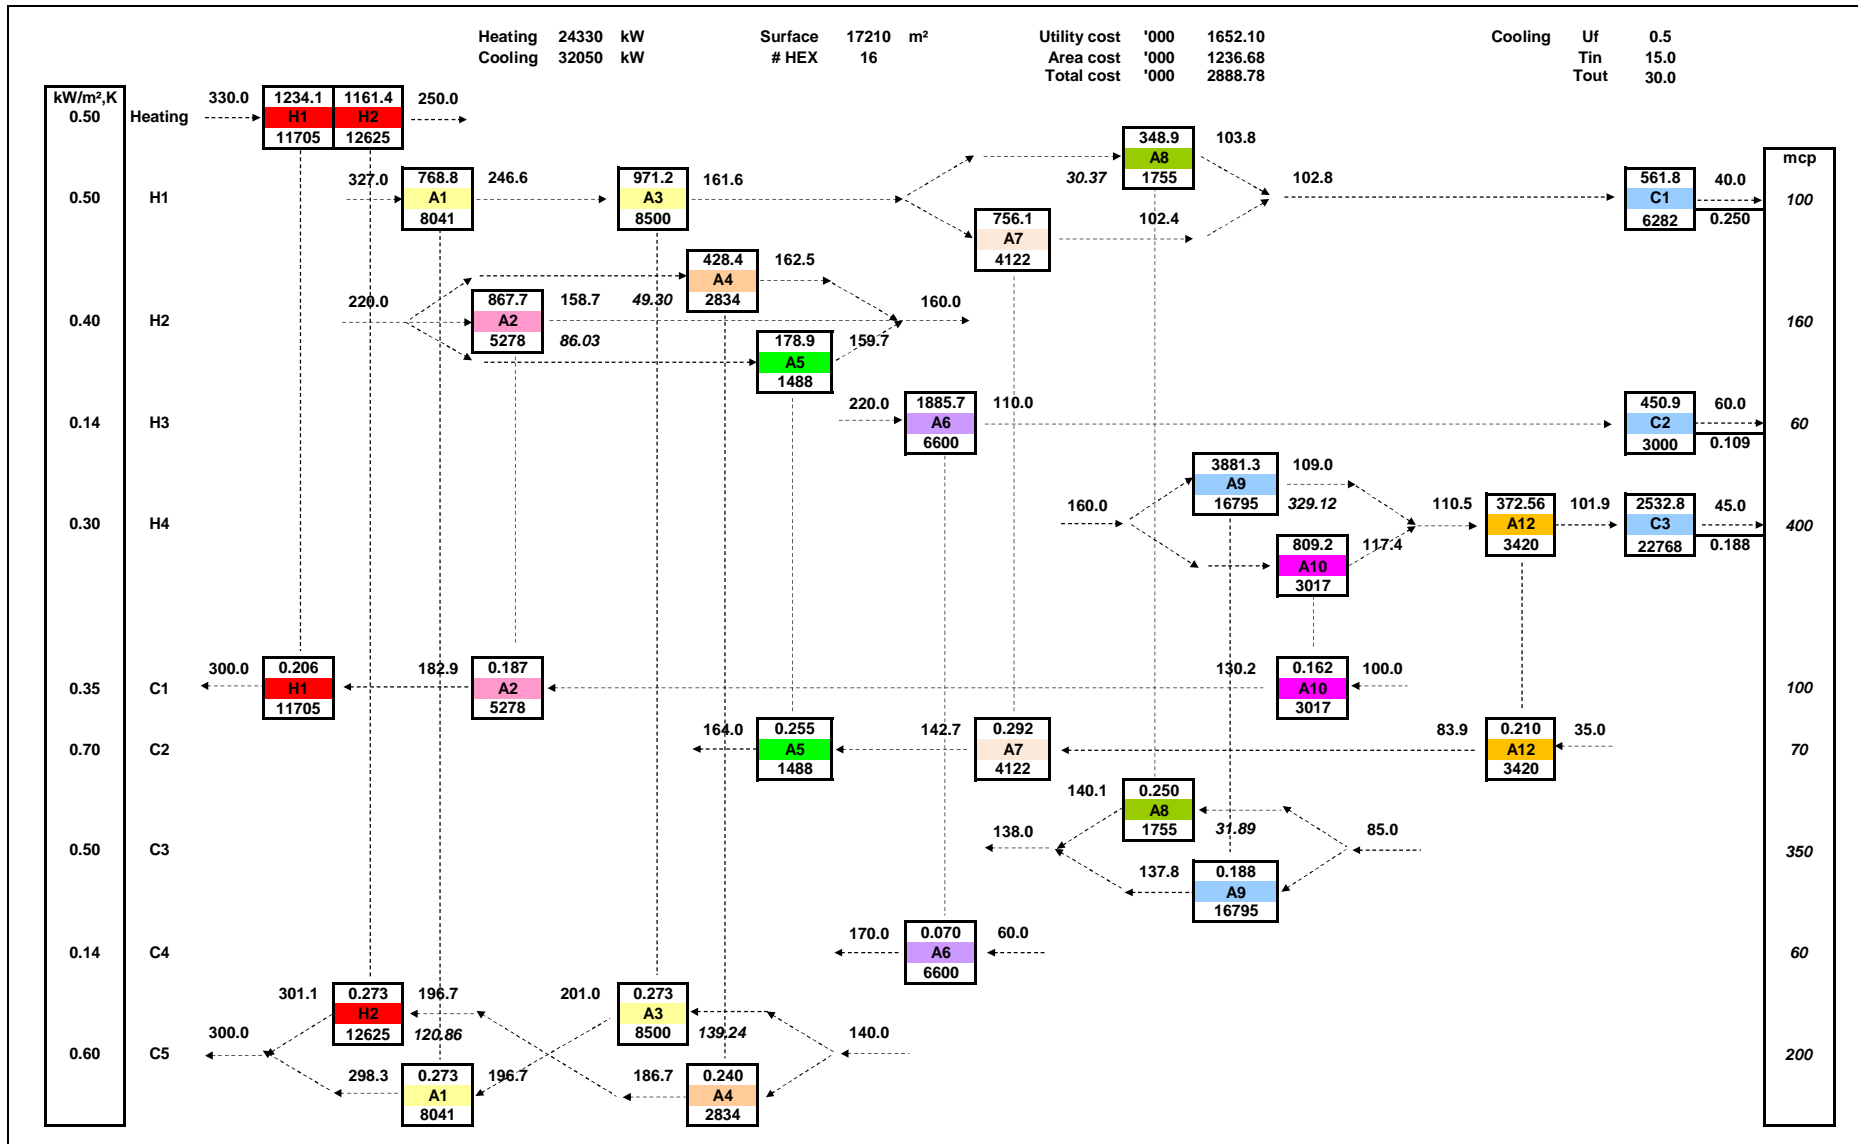 Heating 24330 kW Surface 17210 m² Utility cost '000 1652.10 Cooling Uf 0.5
Cooling 32050 kW # HEX 16 Area cost '000 1236.68 Tin 15.0
Total cost '000 2888.78 Tout 30.0
kW/m²,K 330.0 1234.1 1161.4 250.0
0.50 Heating H1 H2
11705 12625
348.9 103.8
A8
30.37 1755
mcp
327.0 768.8 246.6 971.2 161.6 102.8 561.8 40.0
0.50 H1 A1 A3 C1 100
8041 8500 6282 0.250
756.1 102.4
A7
4122
428.4 162.5
A4
49.30 2834
220.0 867.7 158.7 160.0
0.40 H2 A2 160
5278 86.03
178.9 159.7
A5
1488
220.0 1885.7 110.0 450.9 60.0
0.14 H3 A6 C2 60
6600 3000 0.109
3881.3 109.0
A9
16795 329.12
160.0 110.5 372.56 101.9 2532.8 45.0
0.30 H4 A12 C3 400
3420 22768 0.188
809.2 117.4
A10
3017
300.0 0.206 182.9 0.187 130.2 0.162 100.0
0.35 C1 H1 A2 A10 100
11705 5278 3017
164.0 0.255 142.7 0.292 83.9 0.210 35.0
0.70 C2 A5 A7 A12 70
1488 4122 3420
140.1 0.250
A8
1755 31.89
138.0 85.0
0.50 C3 350
137.8 0.188
A9
16795
170.0 0.070 60.0
0.14 C4 A6 60
6600
301.1 0.273 196.7 201.0 0.273
H2 A3
12625 120.86 8500 139.24
300.0 140.0
0.60 C5 200
298.3 0.273 196.7 186.7 0.240
A1 A4
8041 2834